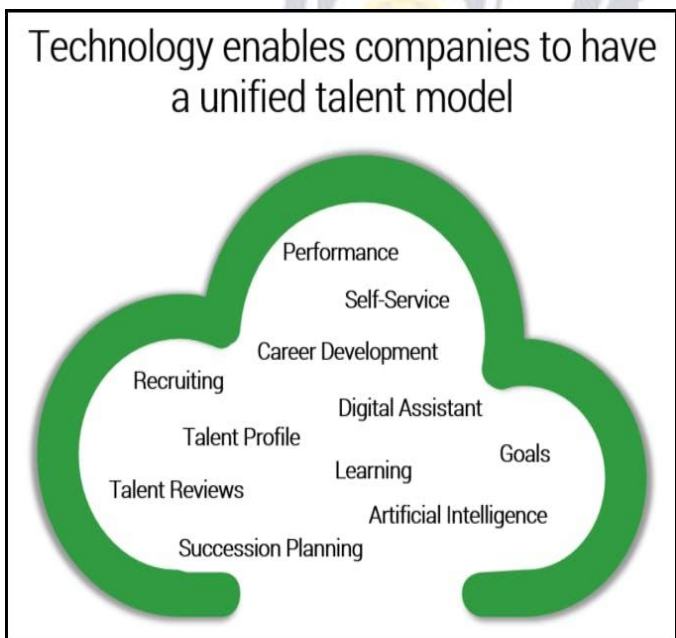 Technology enables companies to have
a unified talent model
Performance
Self-Service
Career Development
Recruiting
Digital Assistant
Talent Profile
Goals
Learning
Talent Reviews
Artificial Intelligence
Succession Planning